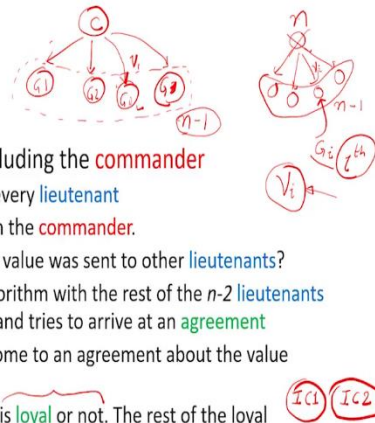 C
n
G1
G2
Gi
G3
Vi
Vi
n-1
n-1
Gi ith
Vi
luding the commander
very lieutenant
n the commander.
value was sent to other lieutenants?
orithm with the rest of the n-2 lieutenants
and tries to arrive at an agreement
ome to an agreement about the value
IC1 IC2
is loyal or not. The rest of the loyal